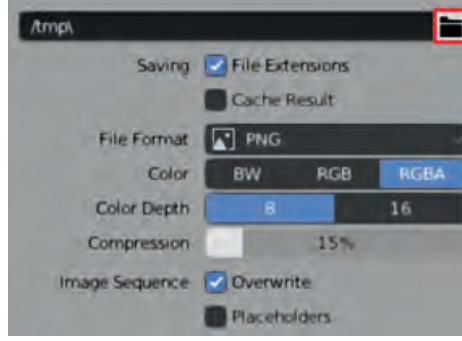 /tmp\
Saving File Extensions
Cache Result
File Format PNG
Color BW RGB RGBA
Color Depth 8 16
Compression 15%
Image Sequence Overwrite
Placeholders